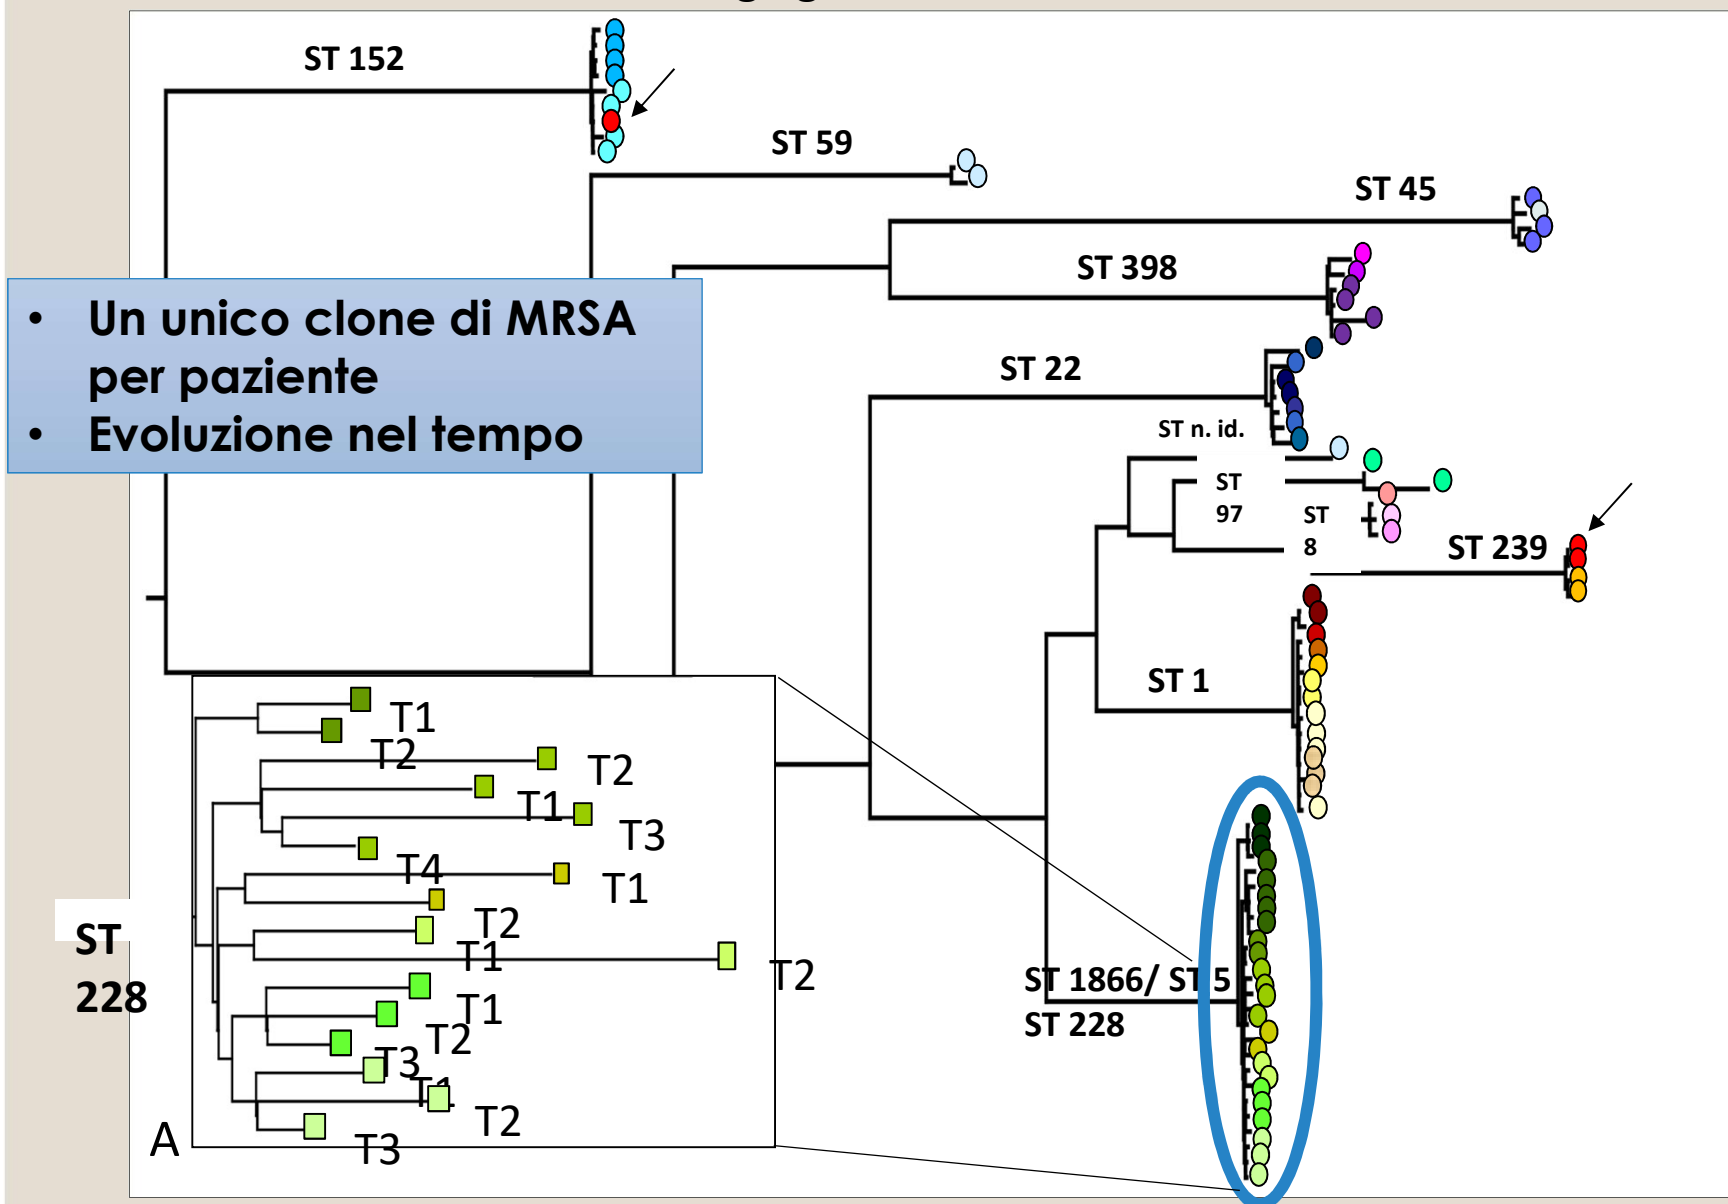 ST 152
ST 59
ST 45
ST 398
• Un unico clone di MRSA
per paziente
• Evoluzione nel tempo
ST 22
ST n. id.
ST
97
ST
8
ST 239
ST 1
T1
T2
T2
T1
T3
T4
T1
T2
T1
T2
T1
T2
T3
T1
T2
T3
ST
228
A
ST 1866/ ST 5
ST 228